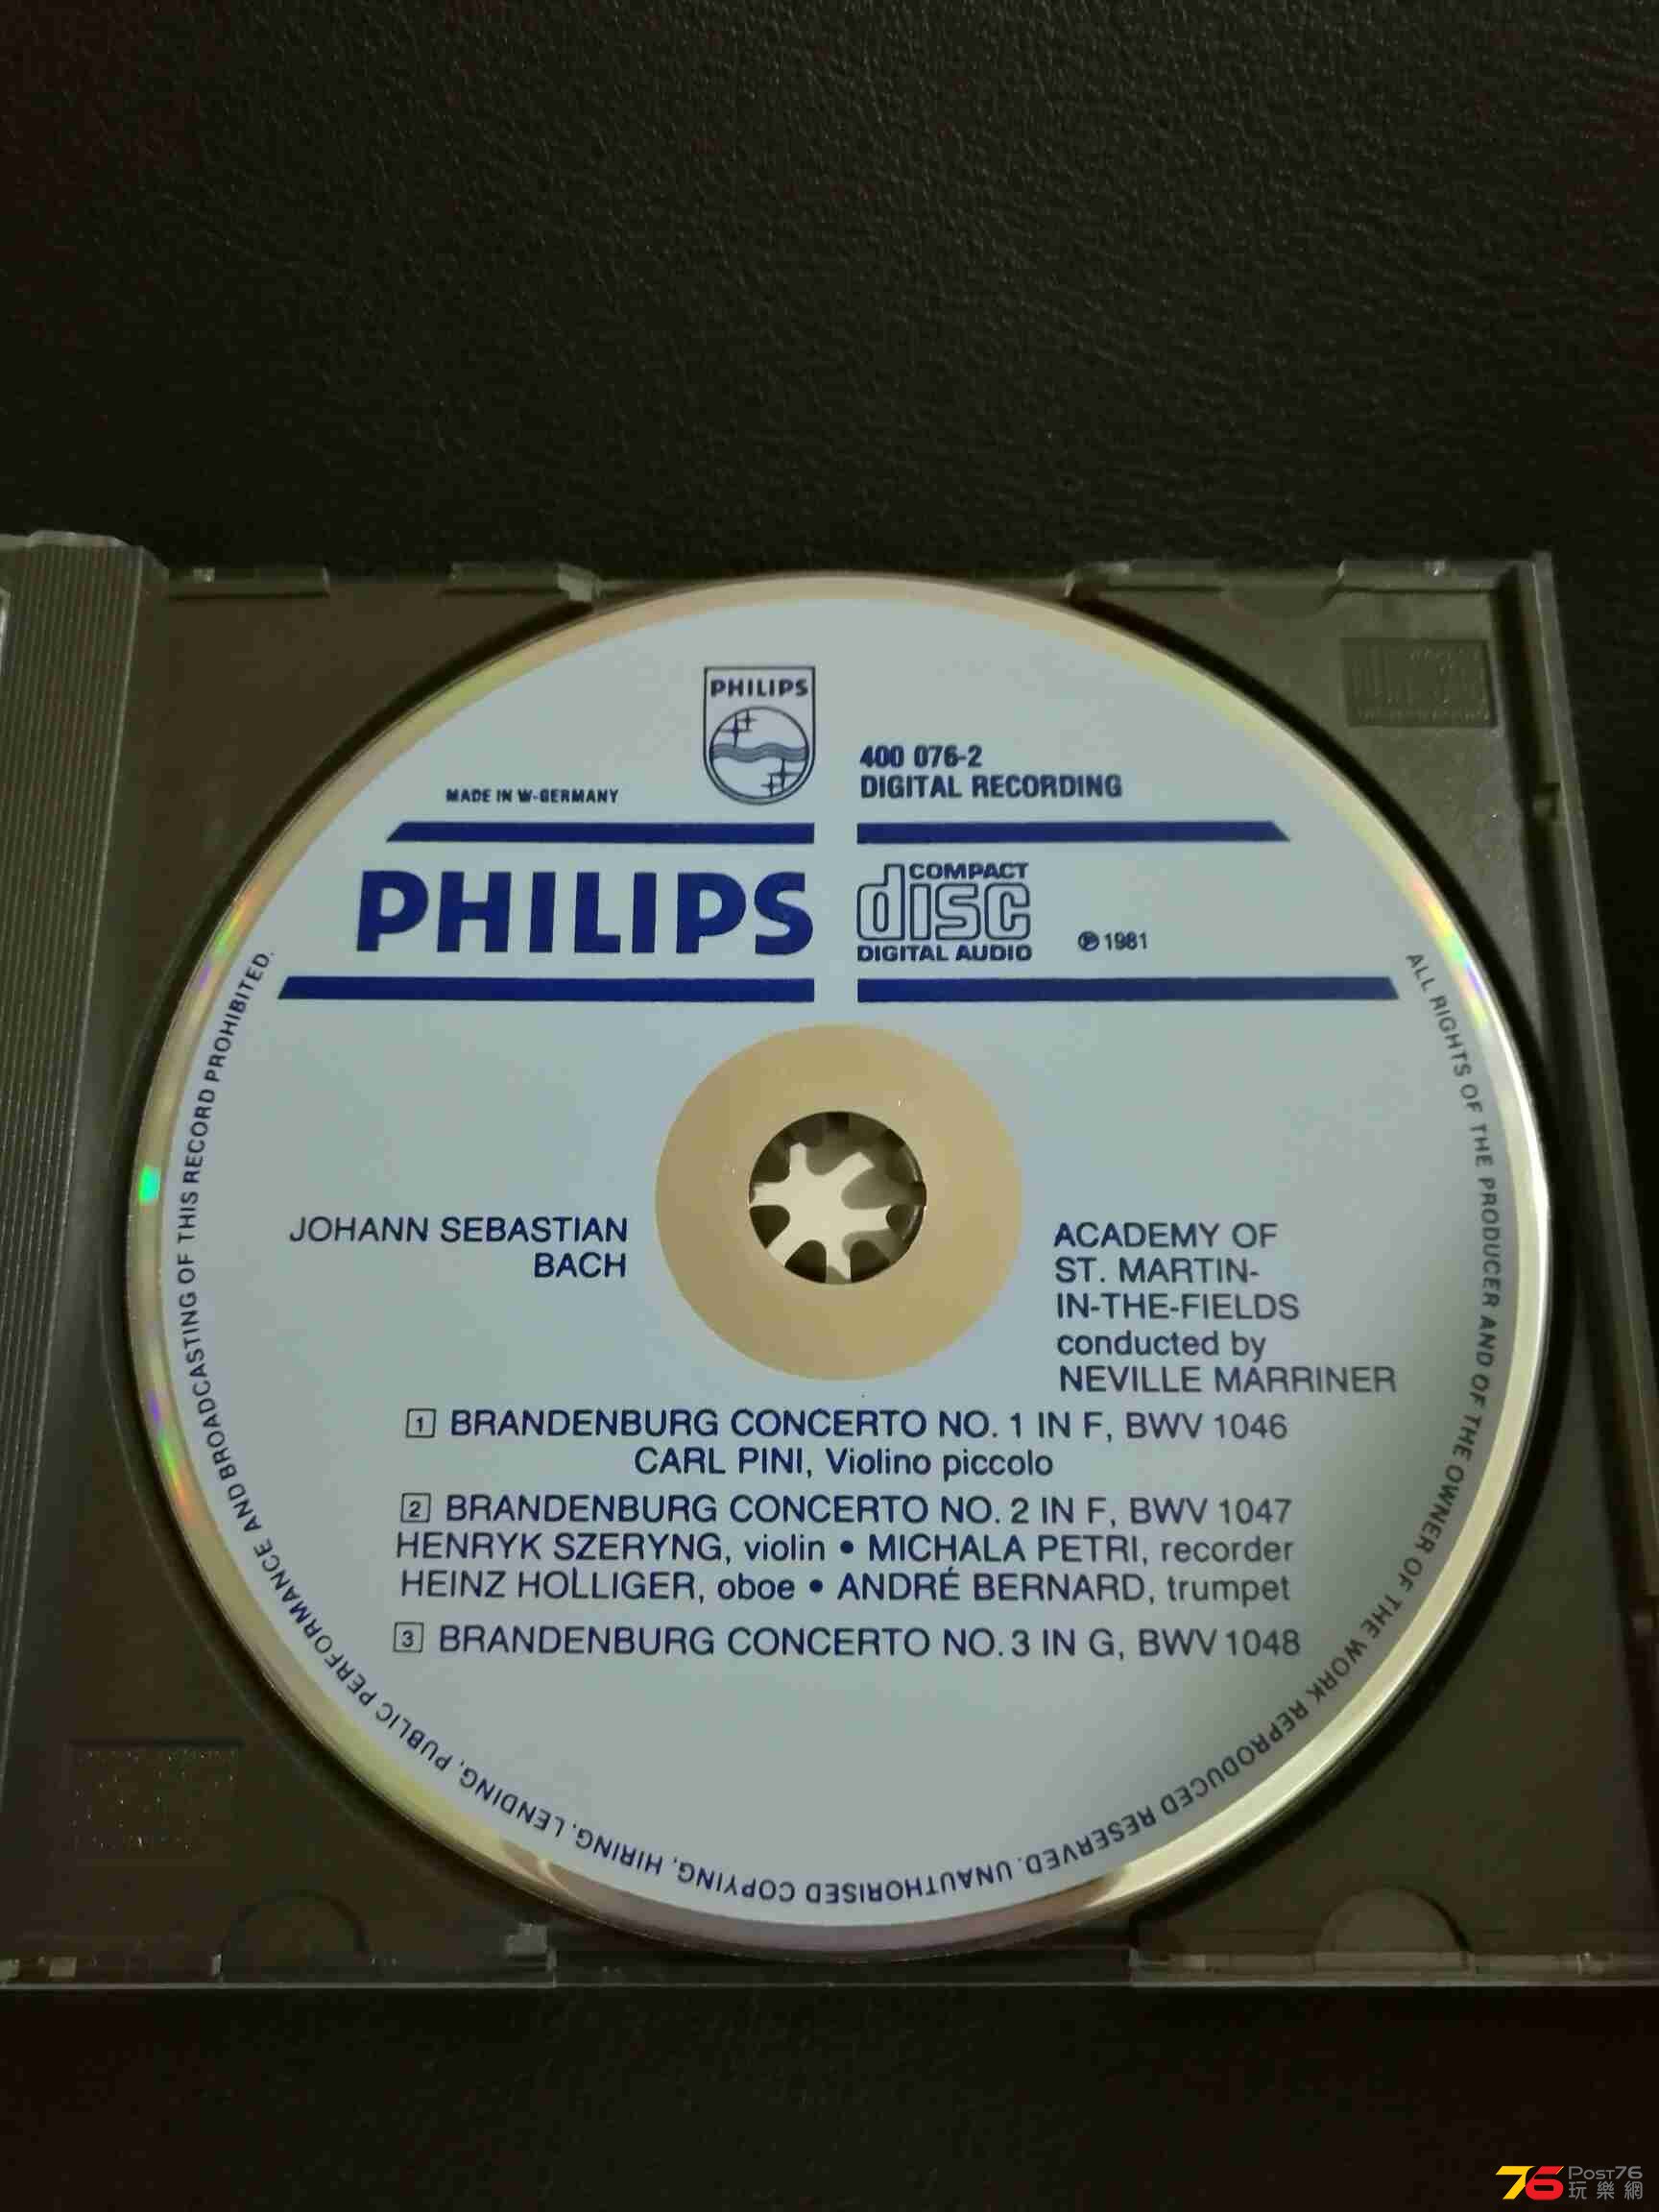 PHILIPS
400 076-2
DIGITAL RECORDING
MADE IN W-GERMANY
PHILIPS
COMPACT
disc
DIGITAL AUDIO
℗ 1981
JOHANN SEBASTIAN
BACH
ACADEMY OF
ST. MARTIN-
IN-THE-FIELDS
conducted by
NEVILLE MARRINER
1 BRANDENBURG CONCERTO NO. 1 IN F, BWV 1046
CARL PINI, Violino piccolo
2 BRANDENBURG CONCERTO NO. 2 IN F, BWV 1047
HENRYK SZERYNG, violin • MICHALA PETRI, recorder
HEINZ HOLLIGER, oboe • ANDRÉ BERNARD, trumpet
3 BRANDENBURG CONCERTO NO. 3 IN G, BWV 1048
ALL RIGHTS OF THE PRODUCER AND OF THE OWNER OF THE WORK REPRODUCED RESERVED. UNAUTHORISED COPYING, HIRING, LENDING, PUBLIC PERFORMANCE AND BROADCASTING OF THIS RECORD PROHIBITED.
76 POST76
玩樂網